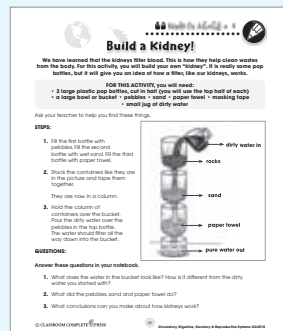 Build a Kidney!
We have learned that the kidneys filter blood. This is how they help clean wastes
from the body. For this activity, you will build your own "kidney". It is really some pop
bottles, but it will give you an idea of how a filter, like our kidneys, works.
FOR THIS ACTIVITY, you will need:
• 3 large plastic pop bottles, cut in half (you will use the top half of each)
• a large bowl or bucket • pebbles • sand • paper towel • masking tape
• small jug of dirty water
Ask your teacher to help you find these things.
STEPS:
1. Fill the first bottle with
pebbles. Fill the second
bottle with wet sand. Fill the third
bottle with paper towel.
2. Stack the containers like they are
in the picture and tape them
together.
They are now in a column.
3. Hold the column of
containers over the bucket.
Pour the dirty water over the
pebbles in the top bottle.
The water should filter all the
way down into the bucket.
dirty water in
rocks
sand
paper towel
pure water out
QUESTIONS:
Answer these questions in your notebook.
1. What does the water in the bucket look like? How is it different from the dirty
water you started with?
2. What did the pebbles, sand and paper towel do?
3. What conclusions can you make about how kidneys work?
© CLASSROOM COMPLETE PRESS
Circulatory, Digestive, Excretory & Reproductive Systems